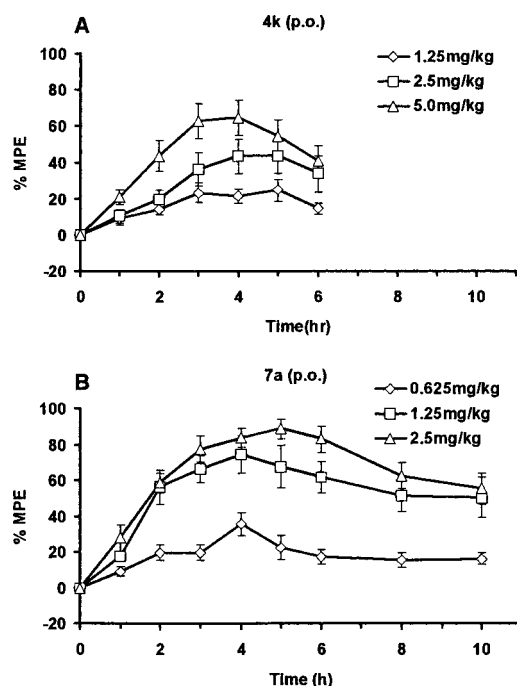 A
4k (p.o.)
1.25mg/kg
2.5mg/kg
5.0mg/kg
100
80
60
40
20
0
-20
% MPE
0 2 4 6 8 10
Time(hr)
B
7a (p.o.)
0.625mg/kg
1.25mg/kg
2.5mg/kg
100
80
60
40
20
0
-20
% MPE
0 2 4 6 8 10
Time (h)